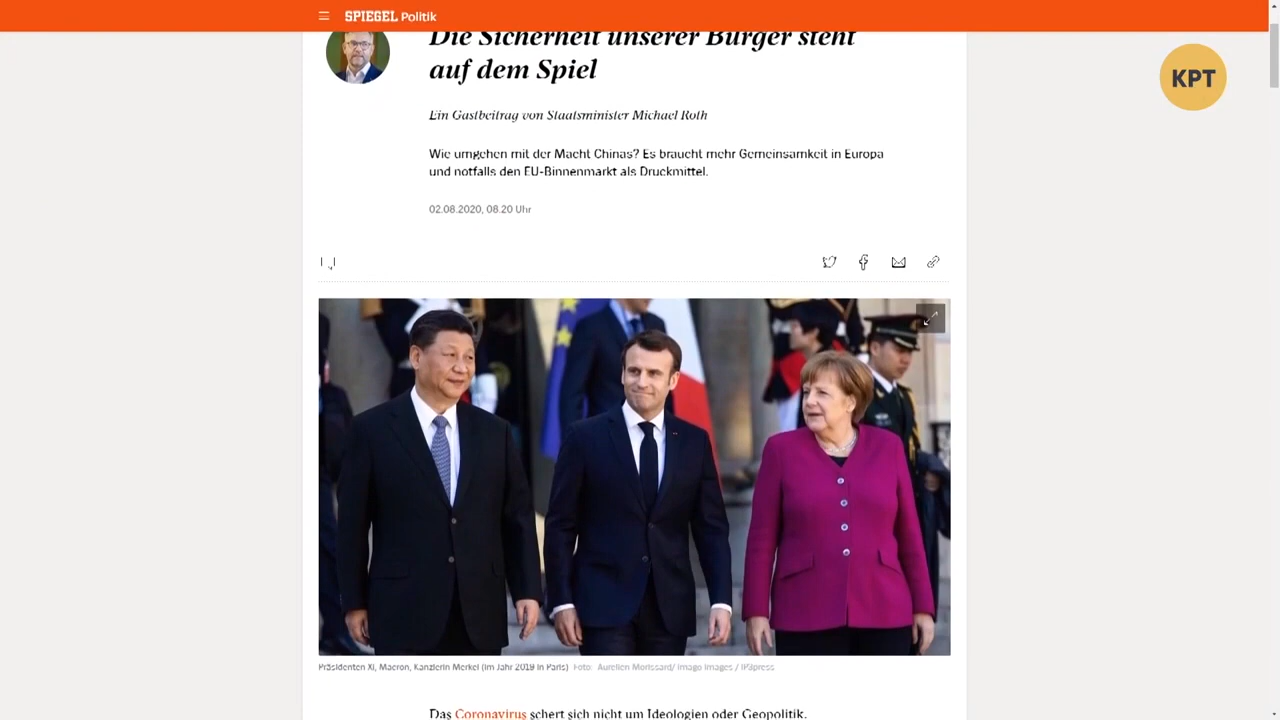 SPIEGEL Politik
KPT
Die Sicherheit unserer Bürger steht
auf dem Spiel
Ein Gastbeitrag von Staatsminister Michael Roth
Wie umgehen mit der Macht Chinas? Es braucht mehr Gemeinsamkeit in Europa
und notfalls den EU-Binnenmarkt als Druckmittel.
02.08.2020, 08.20 Uhr
Präsidenten Xi, Macron, Kanzlerin Merkel (im Jahr 2019 in Paris) Foto: Aurelien Morissard/ imago images / IP3press
Das Coronavirus schert sich nicht um Ideologien oder Geopolitik.